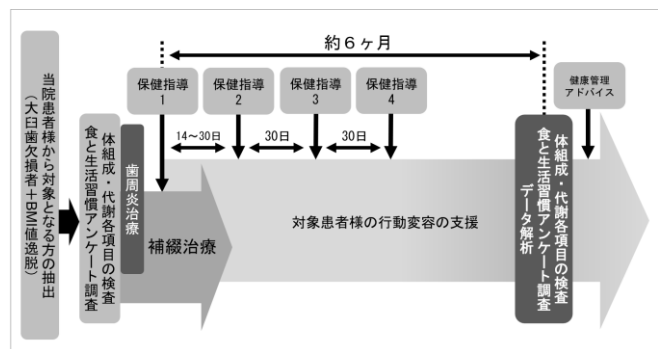 約６ヶ月
保健指導
1
保健指導
2
保健指導
3
保健指導
4
健康管理
アドバイス
14～30日
30日
30日
当院患者様から対象となる方の抽出
（大臼歯欠損者＋BMI値逸脱）
体組成・代謝各項目の検査
食と生活習慣アンケート調査
歯周炎治療
補綴治療
対象患者様の行動変容の支援
体組成・代謝各項目の検査
食と生活習慣アンケート調査
データ解析